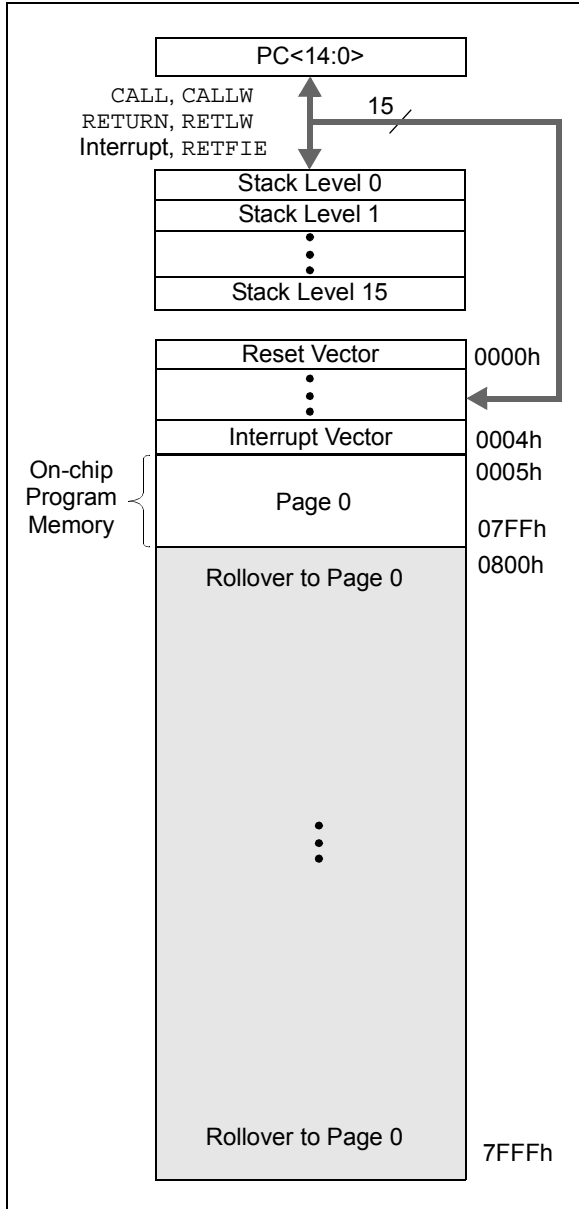 PC<14:0>
CALL, CALLW
15
RETURN, RETLW
Interrupt, RETFIE
Stack Level 0
Stack Level 1
Stack Level 15
Reset Vector
0000h
Interrupt Vector
0004h
On-chip
Program
Memory
0005h
Page 0
07FFh
0800h
Rollover to Page 0
Rollover to Page 0
7FFFh